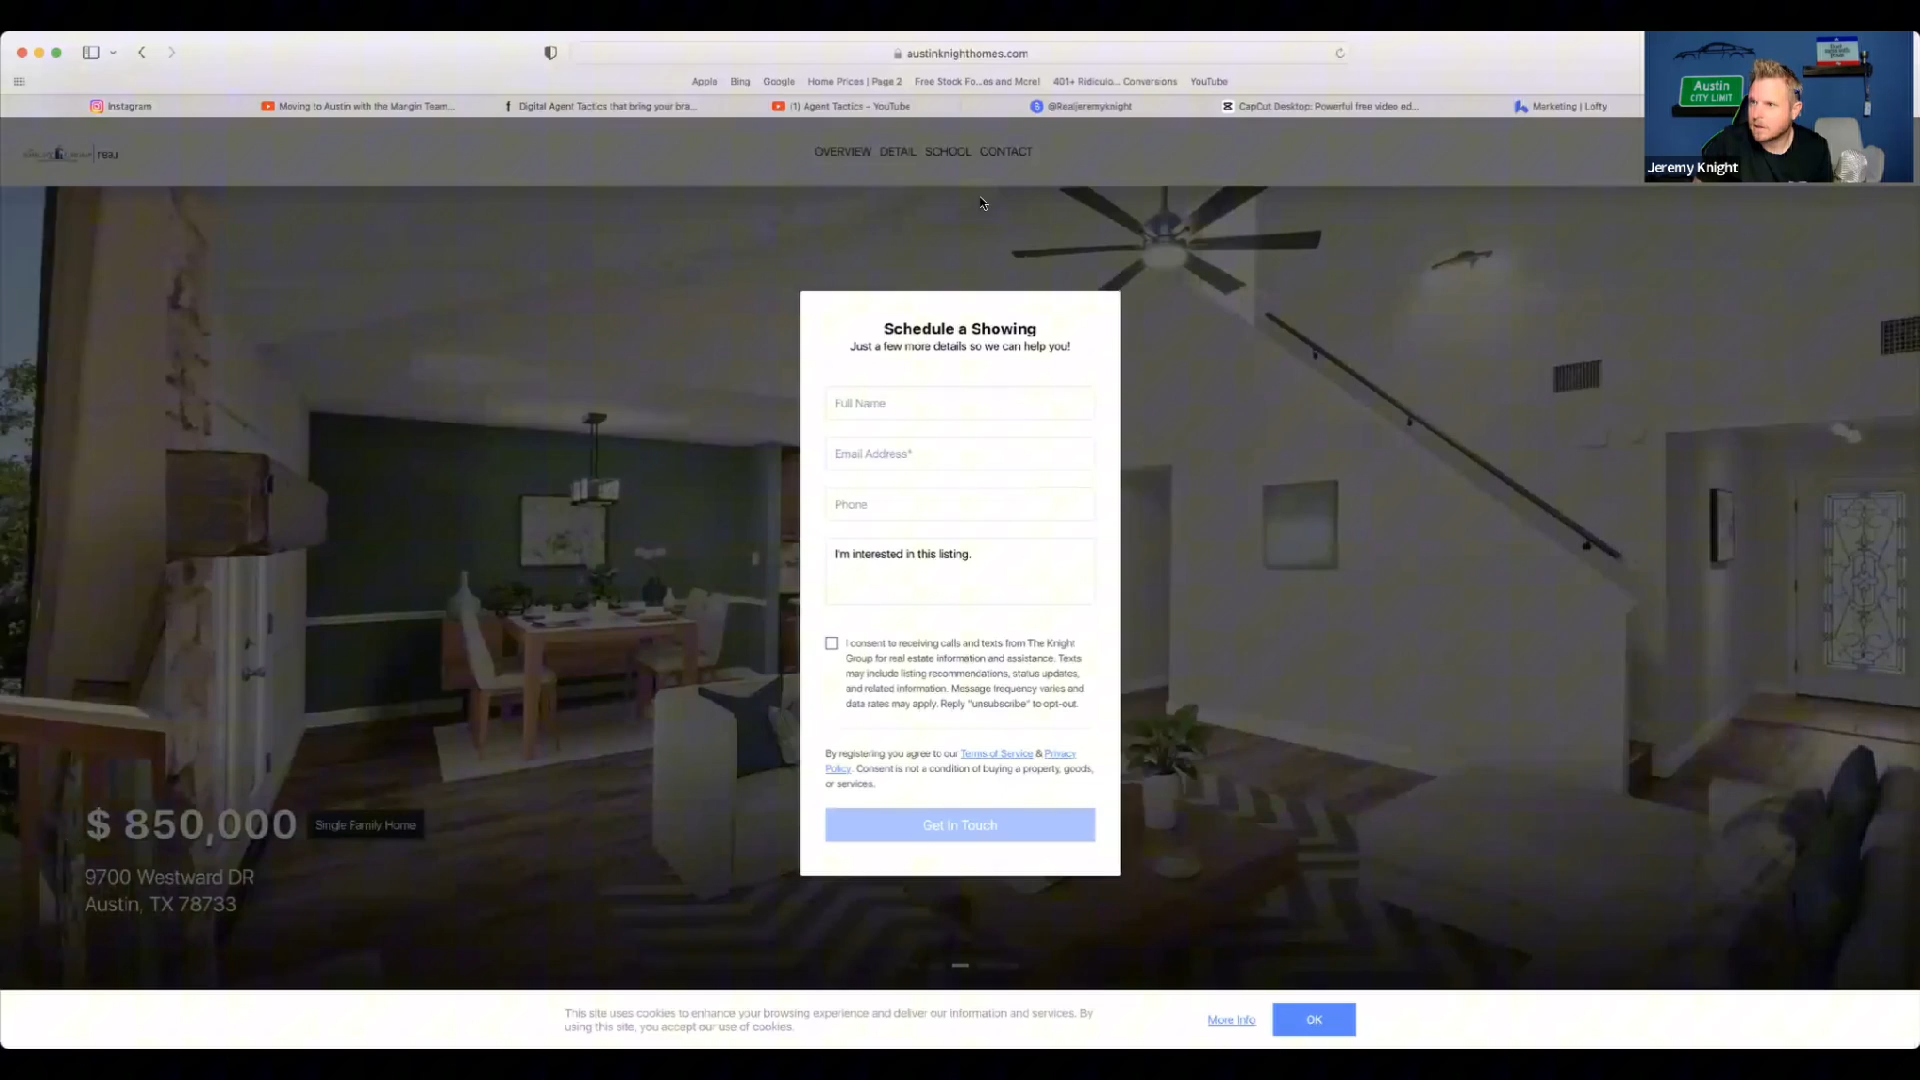 austinknighthomes.com
Apple Bing Google Home Prices | Page 2 Free Stock Fo...es and More! 401+ Ridiculo... Conversions YouTube
Instagram Moving to Austin with the Mangin Team... Digital Agent Tactics that bring your bra... (1) Agent Tactics - YouTube @Realjeremyknight CapCut Desktop: Powerful free video ed... Marketing | Lofty
Austin
CITY LIMIT
Jeremy Knight
real
OVERVIEW DETAIL SCHOOL CONTACT
Schedule a Showing
Just a few more details so we can help you!
Full Name
Email Address*
Phone
I'm interested in this listing.
I consent to receiving calls and texts from The Knight
Group for real estate information and assistance. Texts
may include listing recommendations, status updates,
and related information. Message frequency varies and
data rates may apply. Reply "unsubscribe" to opt-out.
By registering you agree to our Terms of Service & Privacy
Policy. Consent is not a condition of buying a property, goods,
or services.
Get In Touch
$ 850,000 Single Family Home
9700 Westward DR
Austin, TX 78733
This site uses cookies to enhance your browsing experience and deliver our information and services. By
using this site, you accept our use of cookies.
More Info OK